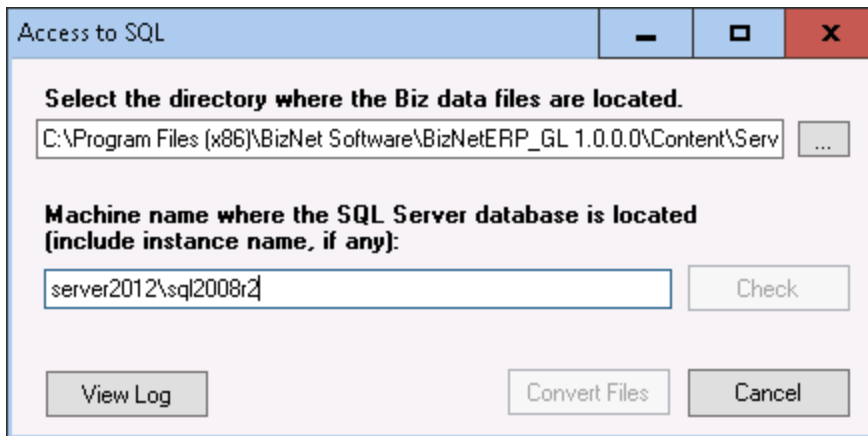 Access to SQL
Select the directory where the Biz data files are located.
C:\Program Files (x86)\BizNet Software\BizNetERP_GL 1.0.0.0\Content\Serv
...
Machine name where the SQL Server database is located
(include instance name, if any):
server2012\sql2008r2
Check
View Log
Convert Files
Cancel